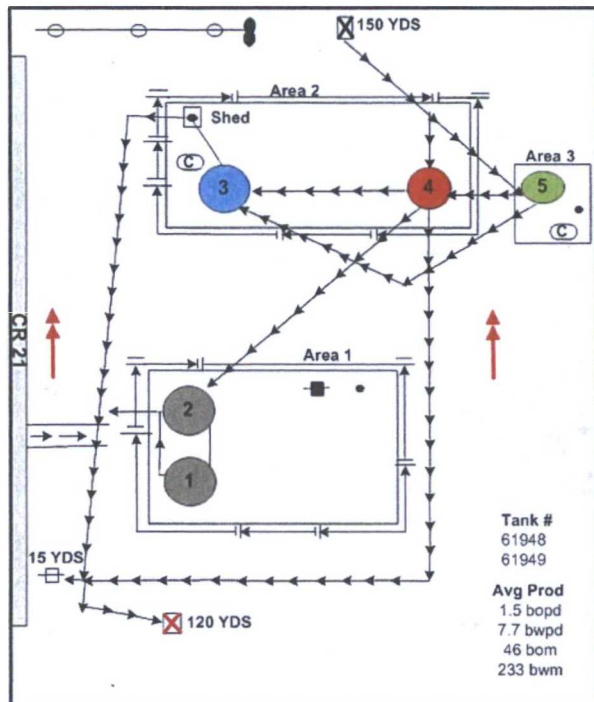 150 YDS
Area 2
Shed
Area 3
C
3
4
5
C
CR 21
Area 1
2
1
Tank #
61948
61949
15 YDS
Avg Prod
1.5 bopd
120 YDS
7.7 bwpd
46 bom
233 bwm